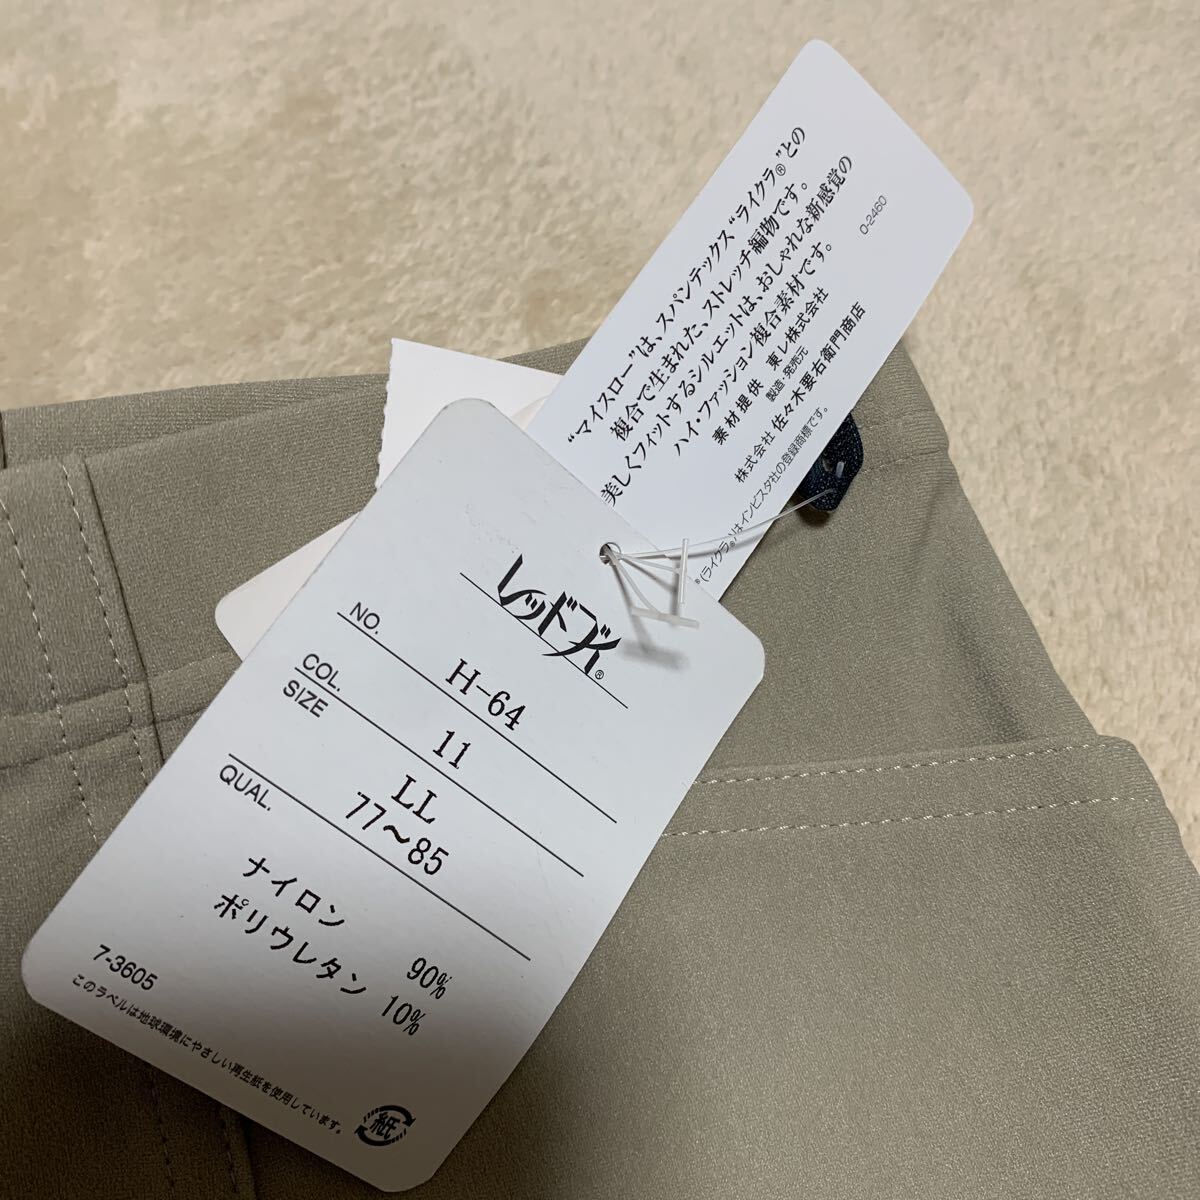 “マイスロー”は、スパンテックス“ライクラ®”との
複合で生まれた、ストレッチ編物です。
美しくフィットするシルエットは、おしゃれな新感覚の
ハイ・ファッション複合素材です。
素材提供 東レ株式会社
製造・発売元
株式会社 佐々木要右衛門商店
®(ライクラ®)はインビスタ社の登録商標です。
0-2460
レッドブイ®
NO. H-64
COL. 11
SIZE LL
77~85
QUAL.
ナイロン 90%
ポリウレタン 10%
7-3605
このラベルは地球環境にやさしい再生紙を使用しています。
紙